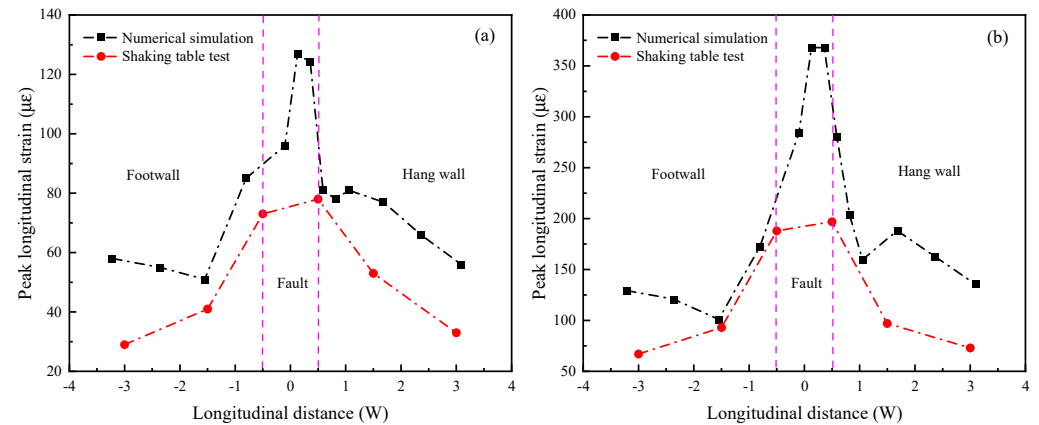 (a)
Numerical simulation
Shaking table test
Footwall
Hang wall
Fault
140
120
100
80
60
40
20
-4 -3 -2 -1 0 1 2 3 4
Peak longitudinal strain (με)
Longitudinal distance (W)
(b)
Numerical simulation
Shaking table test
Footwall
Hang wall
Fault
400
350
300
250
200
150
100
50
-4 -3 -2 -1 0 1 2 3 4
Peak longitudinal strain (με)
Longitudinal distance (W)